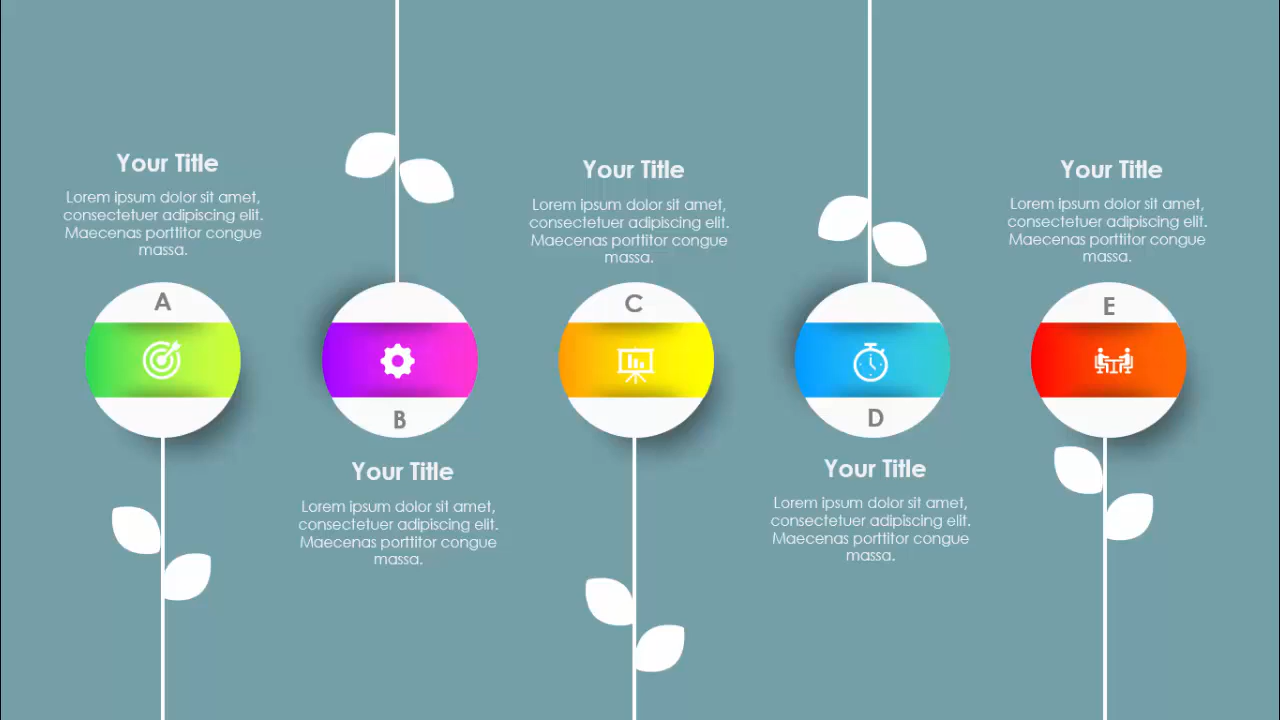 Your Title
Lorem ipsum dolor sit amet,
consectetuer adipiscing elit.
Maecenas porttitor congue
massa.
A
B
Your Title
Lorem ipsum dolor sit amet,
consectetuer adipiscing elit.
Maecenas porttitor congue
massa.
Your Title
Lorem ipsum dolor sit amet,
consectetuer adipiscing elit.
Maecenas porttitor congue
massa.
C
D
Your Title
Lorem ipsum dolor sit amet,
consectetuer adipiscing elit.
Maecenas porttitor congue
massa.
Your Title
Lorem ipsum dolor sit amet,
consectetuer adipiscing elit.
Maecenas porttitor congue
massa.
E